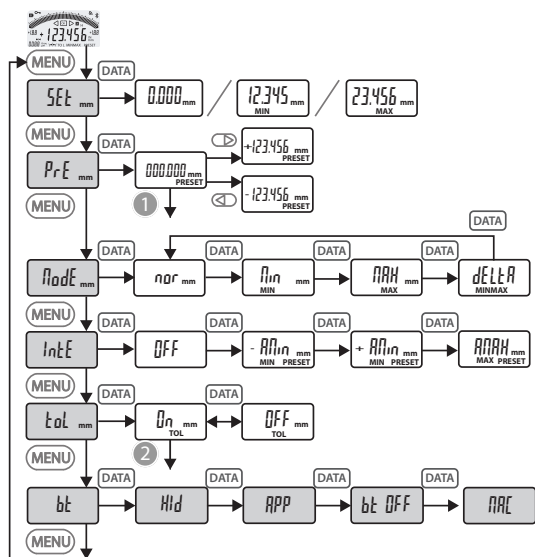 +123.456
MENU
DATA
SEt mm
0.000 mm
12.345 mm
MIN
23.456 mm
MAX
MENU
DATA
PrE mm
000.000 mm
PRESET
+123.456 mm
PRESET
-123.456 mm
PRESET
MENU
1
DATA
DATA DATA DATA DATA
ModE mm
nor mm
Min mm
MIN
MAX mm
MAX
dELtA
MINMAX
MENU
DATA DATA DATA DATA
IntE
OFF
- AMin mm
MIN PRESET
+ AMin mm
MIN PRESET
AMAX mm
MAX PRESET
MENU
DATA DATA
toL mm
On mm
TOL
OFF mm
TOL
MENU
2
DATA DATA DATA DATA
bt
HId
APP
bt OFF
MAC
MENU